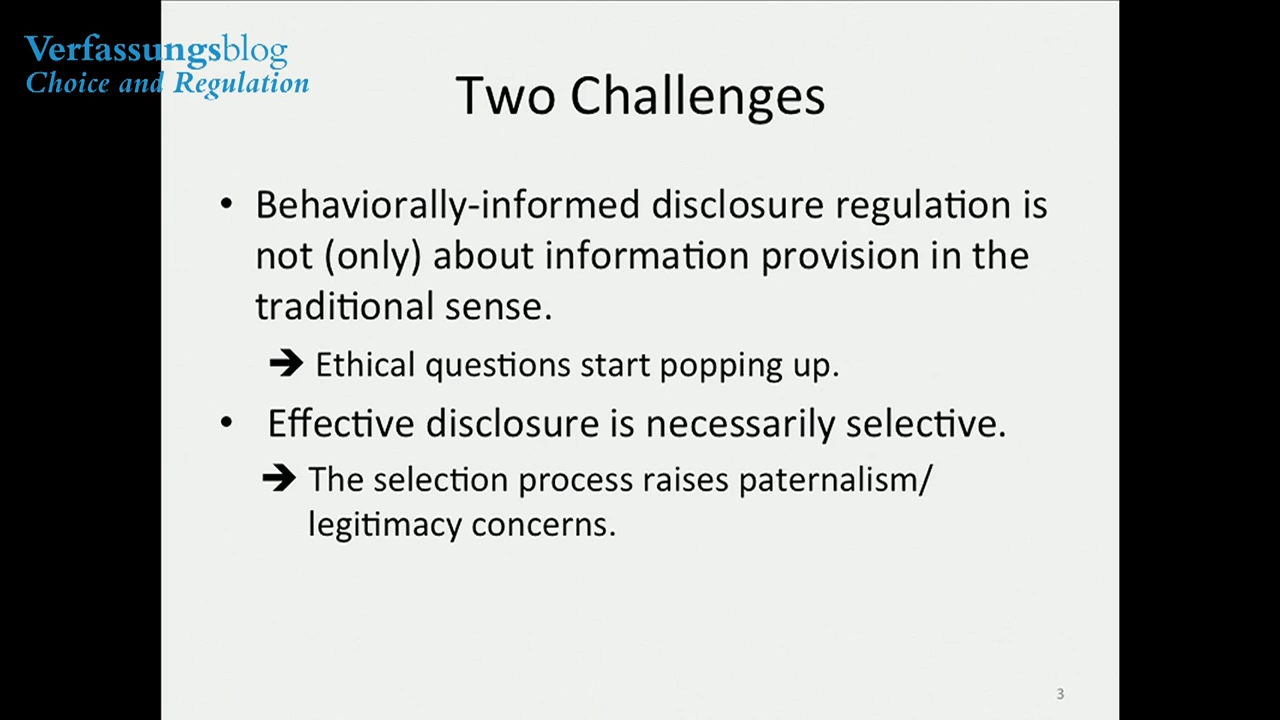 Verfassungsblog
Choice and Regulation
Two Challenges
• Behaviorally-informed disclosure regulation is
not (only) about information provision in the
traditional sense.
➔ Ethical questions start popping up.
• Effective disclosure is necessarily selective.
➔ The selection process raises paternalism/
legitimacy concerns.
3